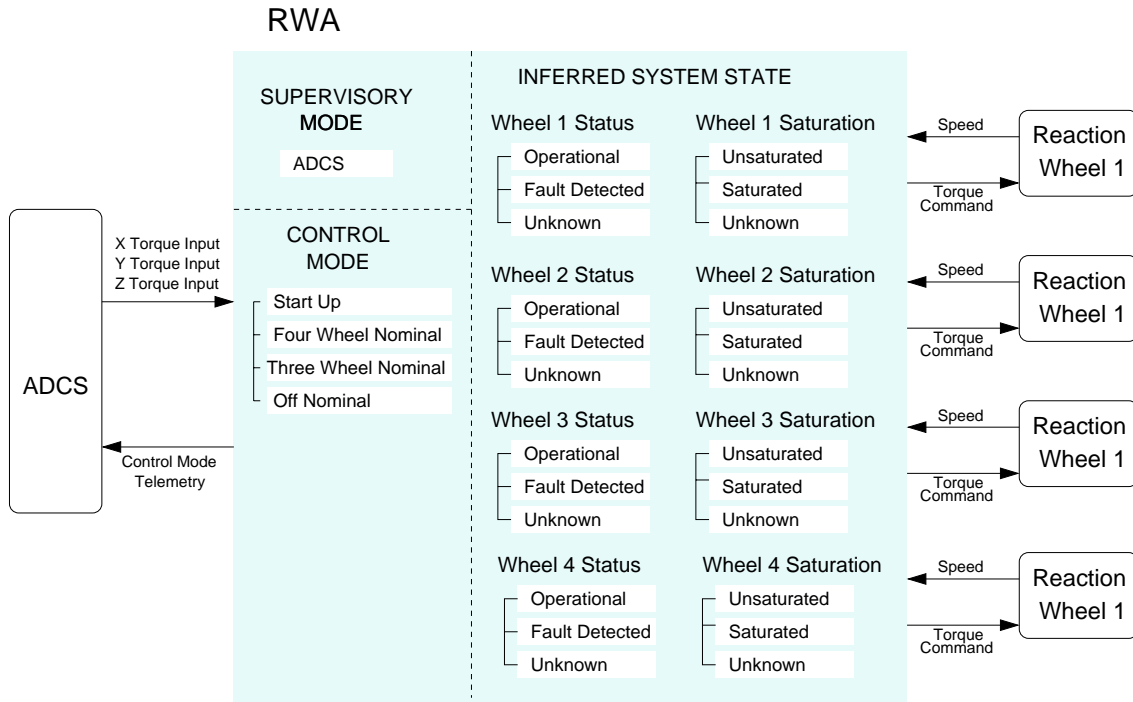 RWA
SUPERVISORY
MODE
ADCS
CONTROL
MODE
Start Up
Four Wheel Nominal
Three Wheel Nominal
Off Nominal
ADCS
X Torque Input
Y Torque Input
Z Torque Input
Control Mode
Telemetry
INFERRED SYSTEM STATE
Wheel 1 Status
Operational
Fault Detected
Unknown
Wheel 1 Saturation
Unsaturated
Saturated
Unknown
Speed
Torque
Command
Reaction
Wheel 1
Wheel 2 Status
Operational
Fault Detected
Unknown
Wheel 2 Saturation
Unsaturated
Saturated
Unknown
Speed
Torque
Command
Reaction
Wheel 1
Wheel 3 Status
Operational
Fault Detected
Unknown
Wheel 3 Saturation
Unsaturated
Saturated
Unknown
Speed
Torque
Command
Reaction
Wheel 1
Wheel 4 Status
Operational
Fault Detected
Unknown
Wheel 4 Saturation
Unsaturated
Saturated
Unknown
Speed
Torque
Command
Reaction
Wheel 1